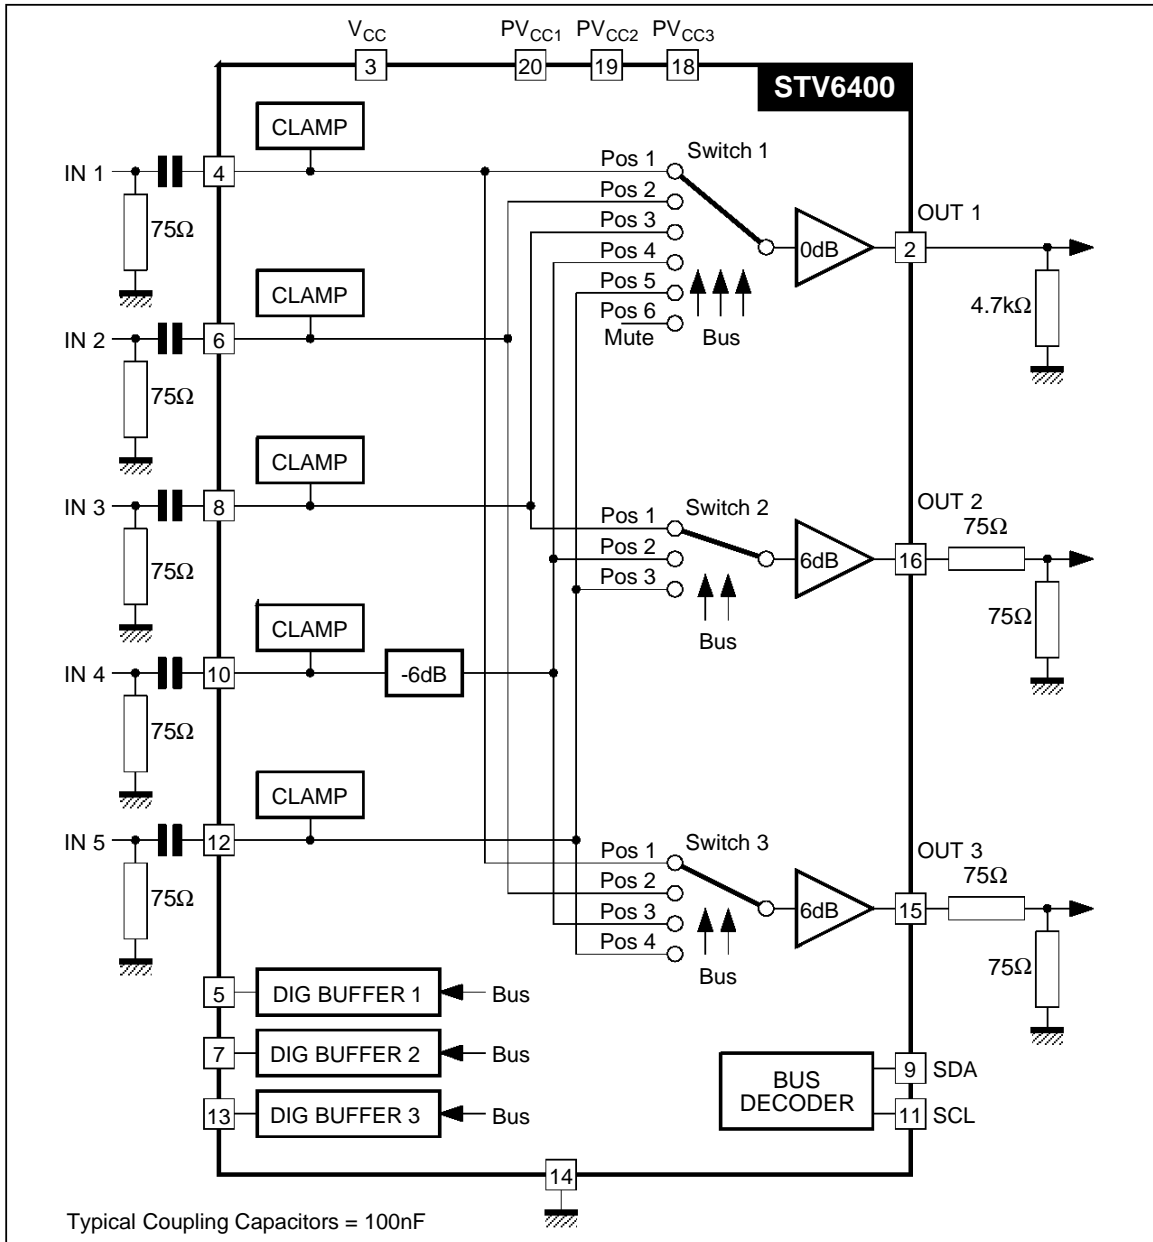 V_CC PV_CC1 PV_CC2 PV_CC3
3 20 19 18
STV6400
CLAMP
IN 1
4
75Ω
Pos 1
Switch 1
Pos 2
Pos 3
Pos 4
Pos 5
Pos 6
Mute
Bus
0dB
OUT 1
2
4.7kΩ
CLAMP
IN 2
6
75Ω
CLAMP
IN 3
8
75Ω
Pos 1
Switch 2
Pos 2
Pos 3
Bus
6dB
OUT 2
16
75Ω
75Ω
CLAMP
IN 4
10
-6dB
75Ω
CLAMP
IN 5
12
75Ω
Pos 1
Switch 3
Pos 2
Pos 3
Pos 4
Bus
6dB
OUT 3
15
75Ω
75Ω
5 DIG BUFFER 1 Bus
7 DIG BUFFER 2 Bus
13 DIG BUFFER 3 Bus
BUS
DECODER
9 SDA
11 SCL
14
Typical Coupling Capacitors = 100nF